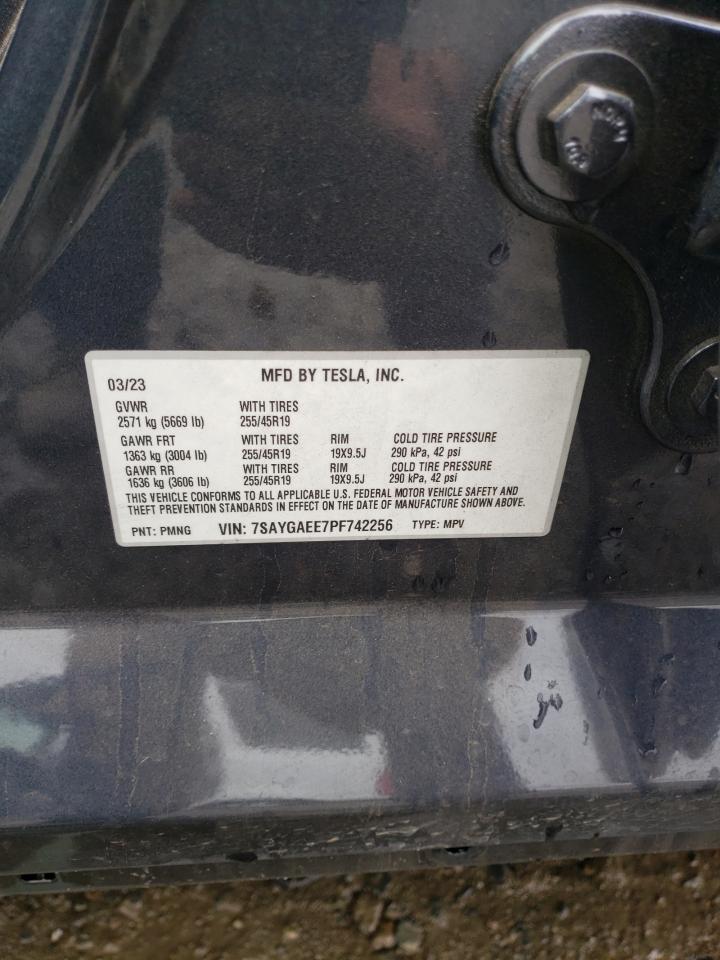 03/23 MFD BY TESLA, INC.
GVWR WITH TIRES
2571 kg (5669 lb) 255/45R19
GAWR FRT WITH TIRES RIM COLD TIRE PRESSURE
1363 kg (3004 lb) 255/45R19 19X9.5J 290 kPa, 42 psi
GAWR RR WITH TIRES RIM COLD TIRE PRESSURE
1636 kg (3606 lb) 255/45R19 19X9.5J 290 kPa, 42 psi
THIS VEHICLE CONFORMS TO ALL APPLICABLE U.S. FEDERAL MOTOR VEHICLE SAFETY AND
THEFT PREVENTION STANDARDS IN EFFECT ON THE DATE OF MANUFACTURE SHOWN ABOVE.
PNT: PMNG VIN: 7SAYGAEE7PF742256 TYPE: MPV